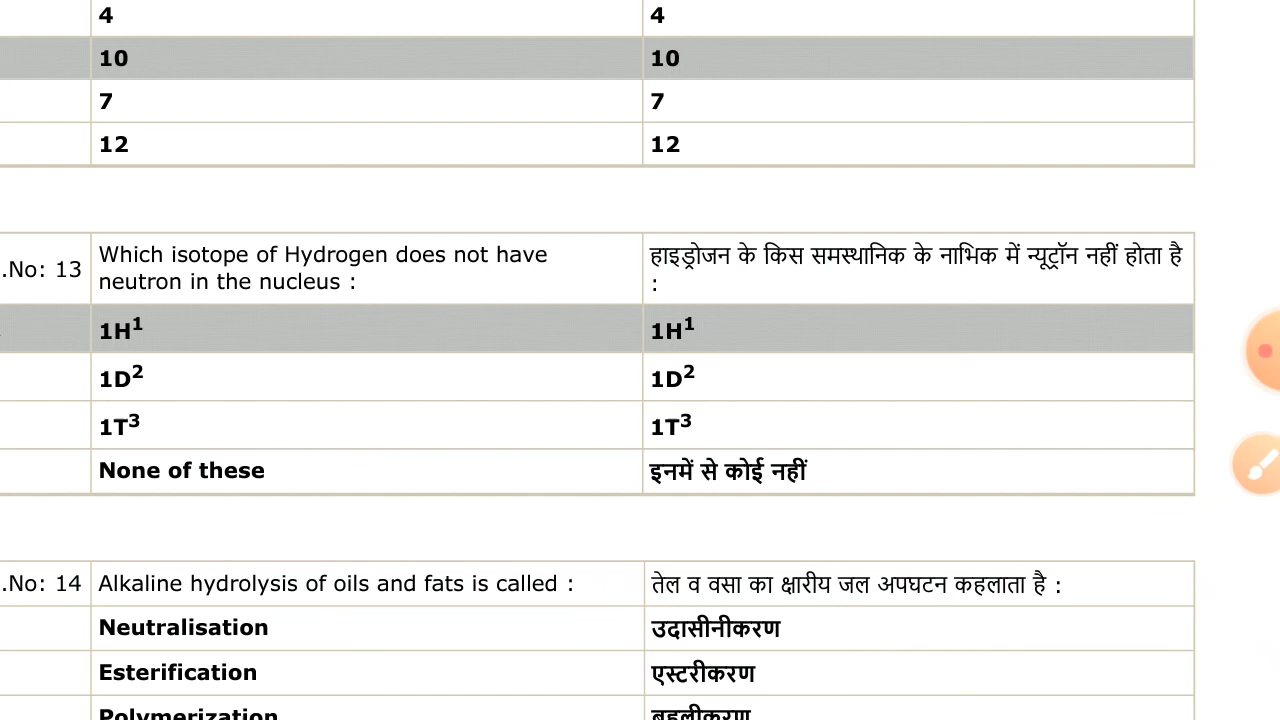 4 4
10 10
7 7
12 12
.No: 13 Which isotope of Hydrogen does not have हाइड्रोजन के किस समस्थानिक के नाभिक में न्यूट्रॉन नहीं होता है
neutron in the nucleus : :
1H¹ 1H¹
1D² 1D²
1T³ 1T³
None of these इनमें से कोई नहीं
.No: 14 Alkaline hydrolysis of oils and fats is called : तेल व वसा का क्षारीय जल अपघटन कहलाता है :
Neutralisation उदासीनीकरण
Esterification एस्टरीकरण
Polymerization बहुलीकरण